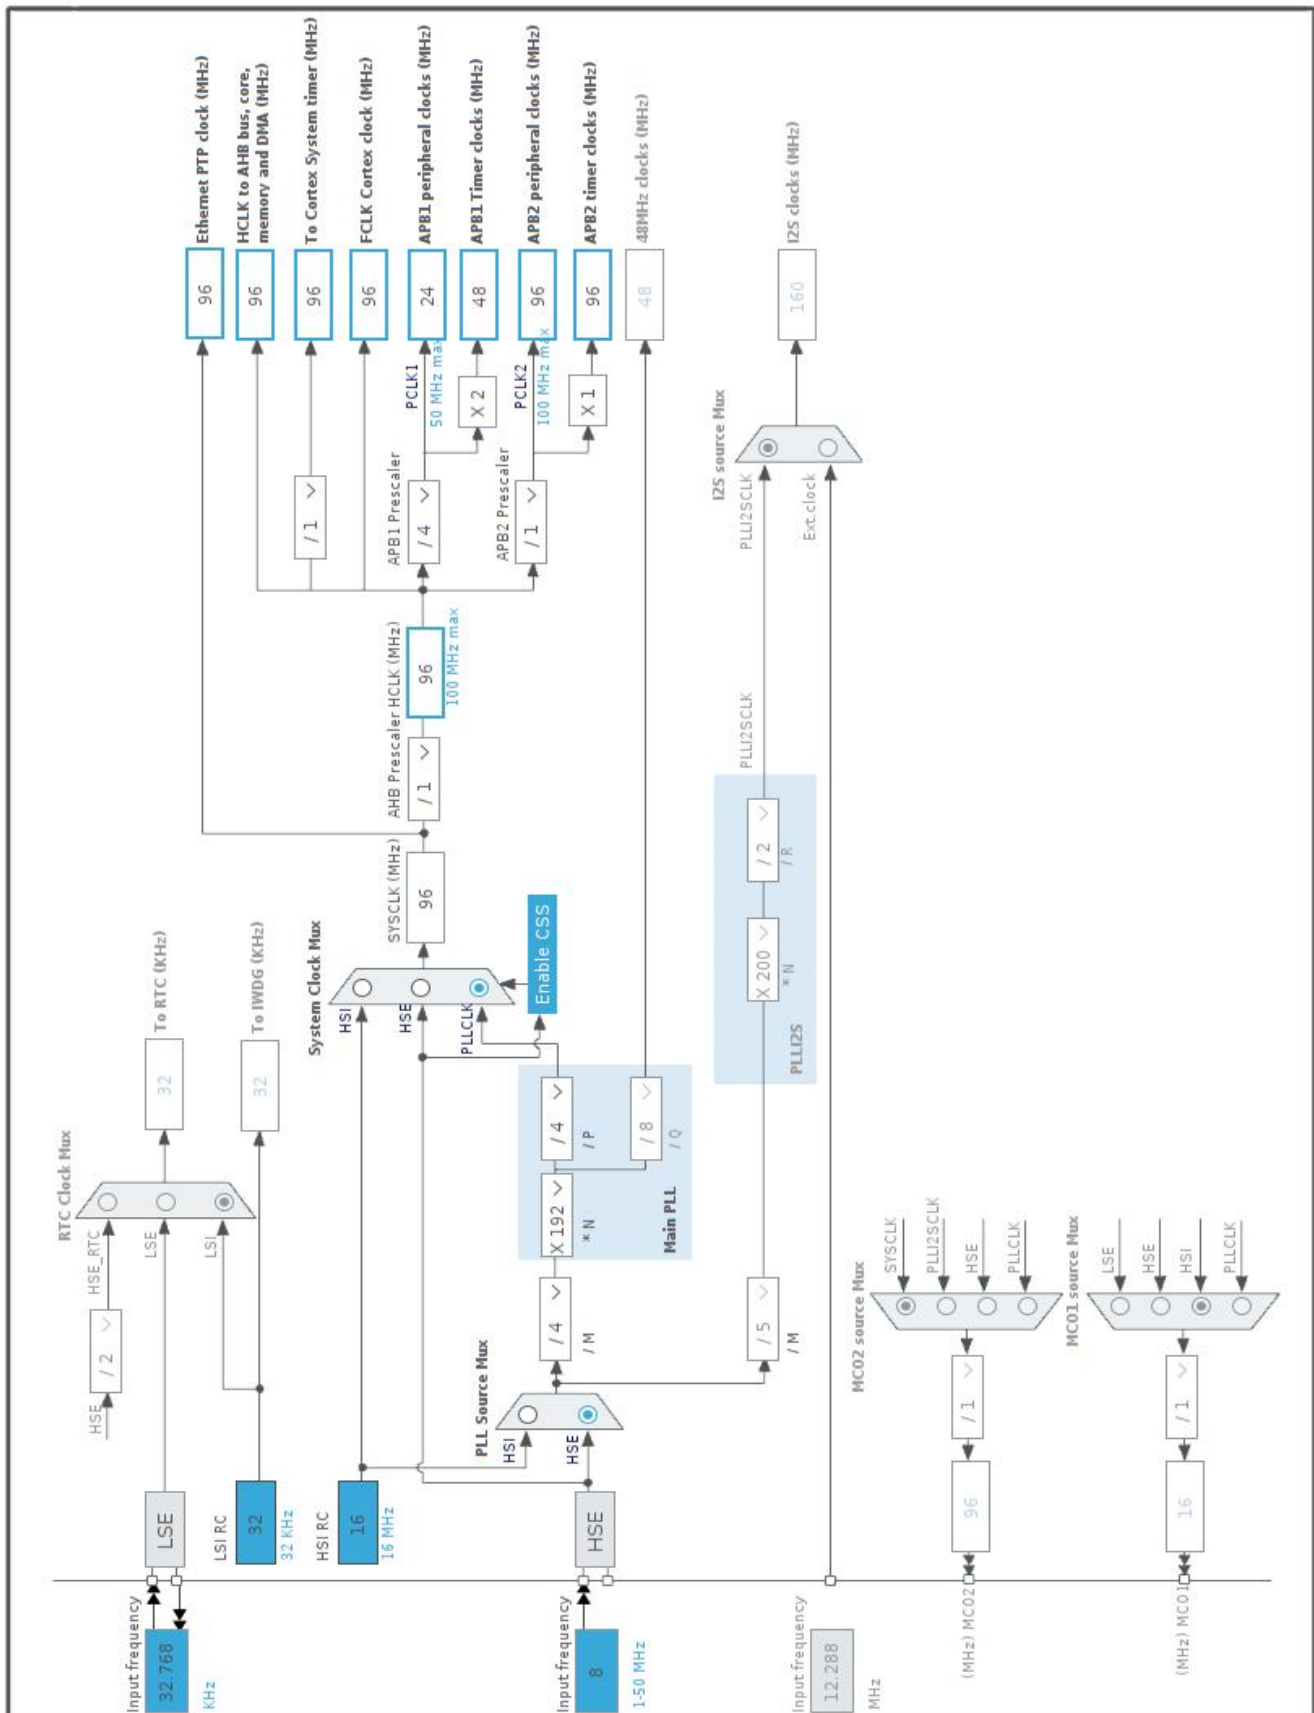 RTC Clock Mux
HSE
/ 2
HSE_RTC
LSE
LSI
32
To RTC (KHz)
32
To IWDG (KHz)
Input frequency
32.768
KHz
LSE
LSI RC
32
32 KHz
HSI RC
16
16 MHz
System Clock Mux
HSI
HSE
PLLCLK
Enable CSS
SYSCLK (MHz)
96
AHB Prescaler
/ 1
HCLK (MHz)
96
100 MHz max
96
Ethernet PTP clock (MHz)
96
HCLK to AHB bus, core,
memory and DMA (MHz)
/ 1
96
To Cortex System timer (MHz)
96
FCLK Cortex clock (MHz)
APB1 Prescaler
/ 4
PCLK1
50 MHz max
24
APB1 peripheral clocks (MHz)
X 2
48
APB1 Timer clocks (MHz)
APB2 Prescaler
/ 1
PCLK2
100 MHz max
96
APB2 peripheral clocks (MHz)
X 1
96
APB2 timer clocks (MHz)
48
48MHz clocks (MHz)
PLL Source Mux
HSI
HSE
Input frequency
8
1-50 MHz
HSE
/ 4
/ M
X 192
* N
/ 4
/ P
/ 8
/ Q
Main PLL
/ 5
/ M
X 200
* N
/ 2
/ R
PLLI2S
PLLI2SCLK
PLLI2SCLK
I2S source Mux
Ext.clock
160
I2S clocks (MHz)
Input frequency
12.288
MHz
MCO2 source Mux
SYSCLK
PLLI2SCLK
HSE
PLLCLK
/ 1
96
(MHz) MCO2
MCO1 source Mux
LSE
HSE
HSI
PLLCLK
/ 1
16
(MHz) MCO1